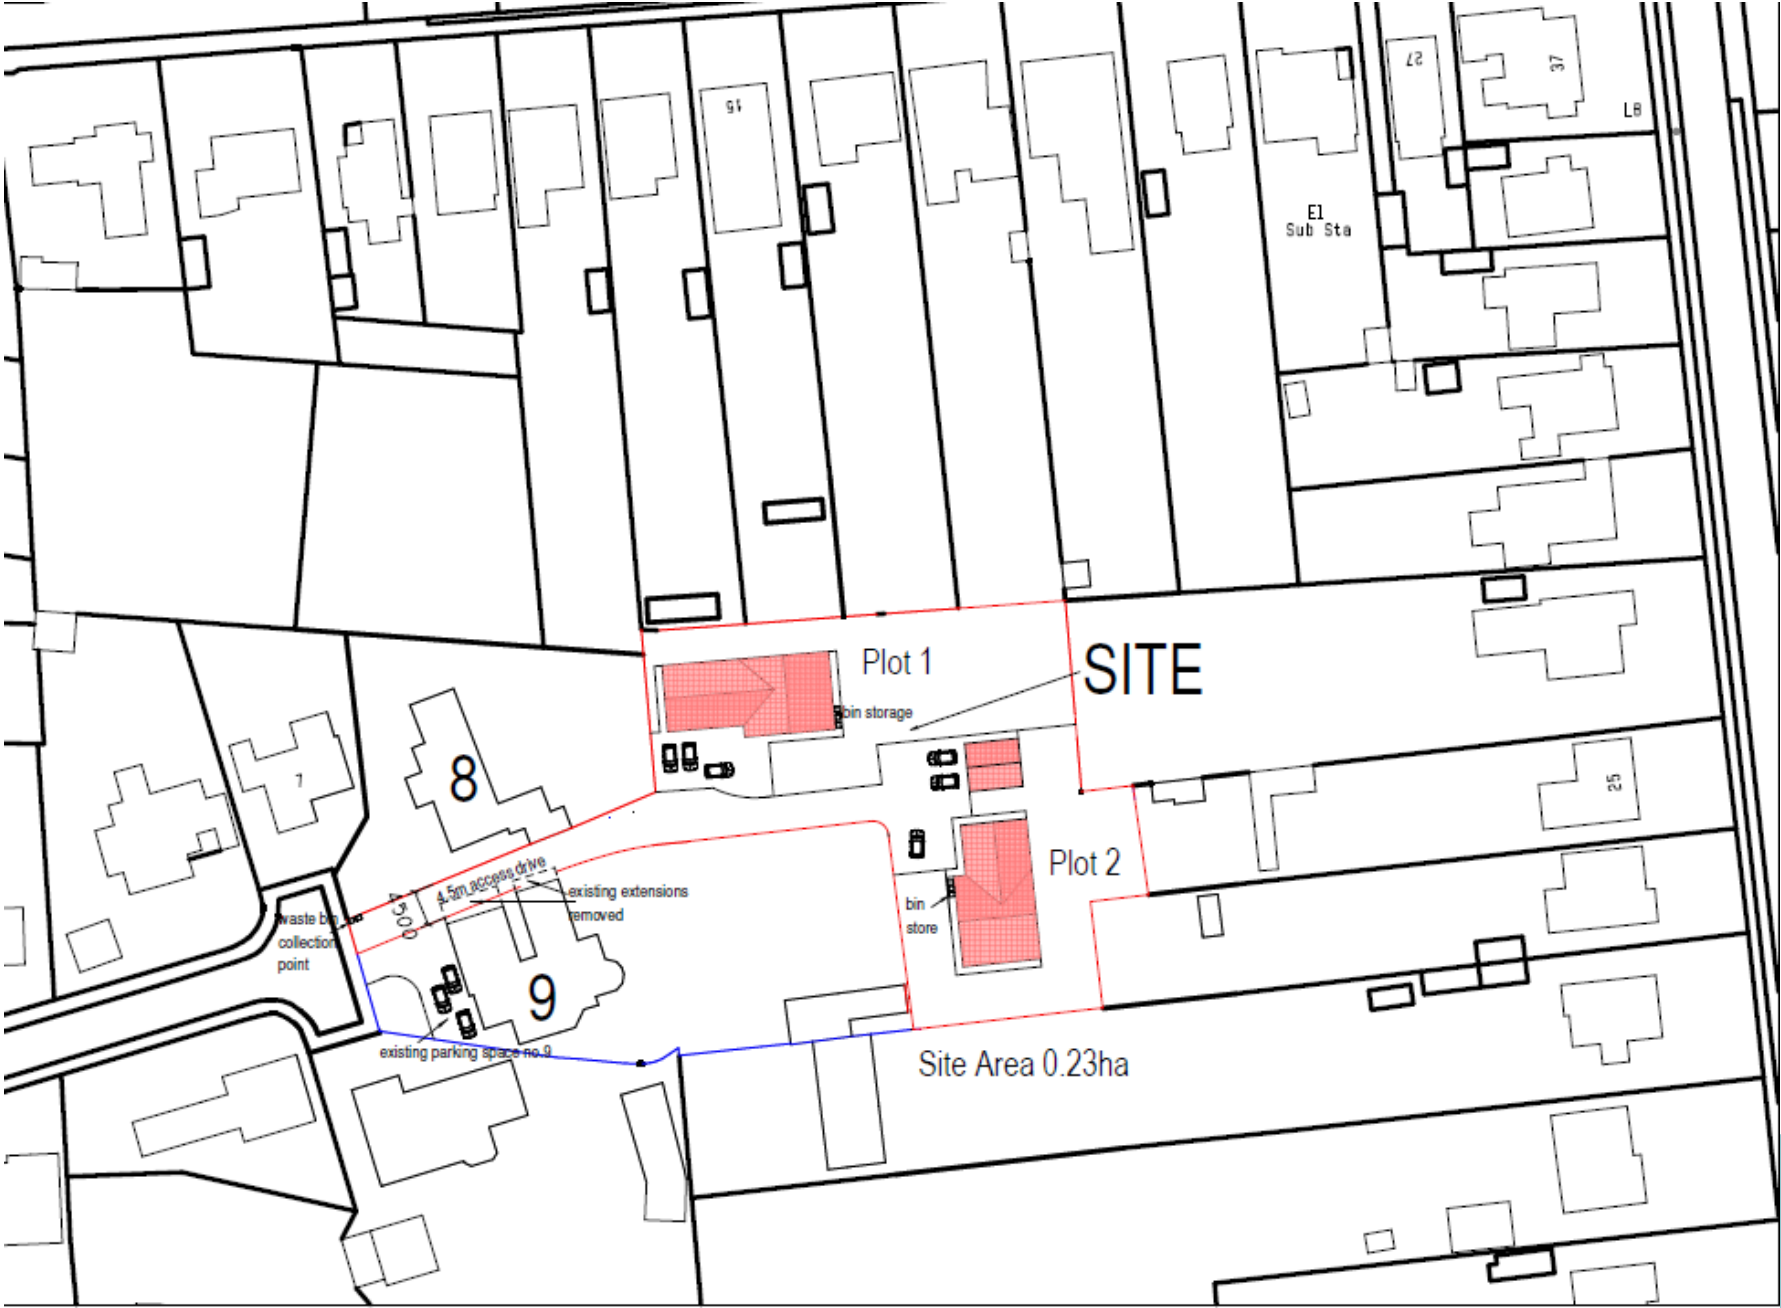 15
27
37
LB
El
Sub Sta
Plot 1
SITE
bin storage
8
7
25
Plot 2
4.5m access drive
4500
existing extensions
removed
waste bin
collection
point
bin
store
9
existing parking space no.9
Site Area 0.23ha